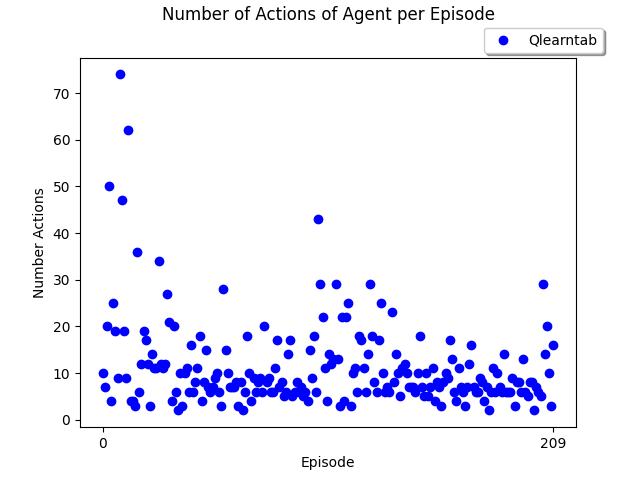 Number of Actions of Agent per Episode
Qlearntab
Number Actions
70
60
50
40
30
20
10
0
0 209
Episode